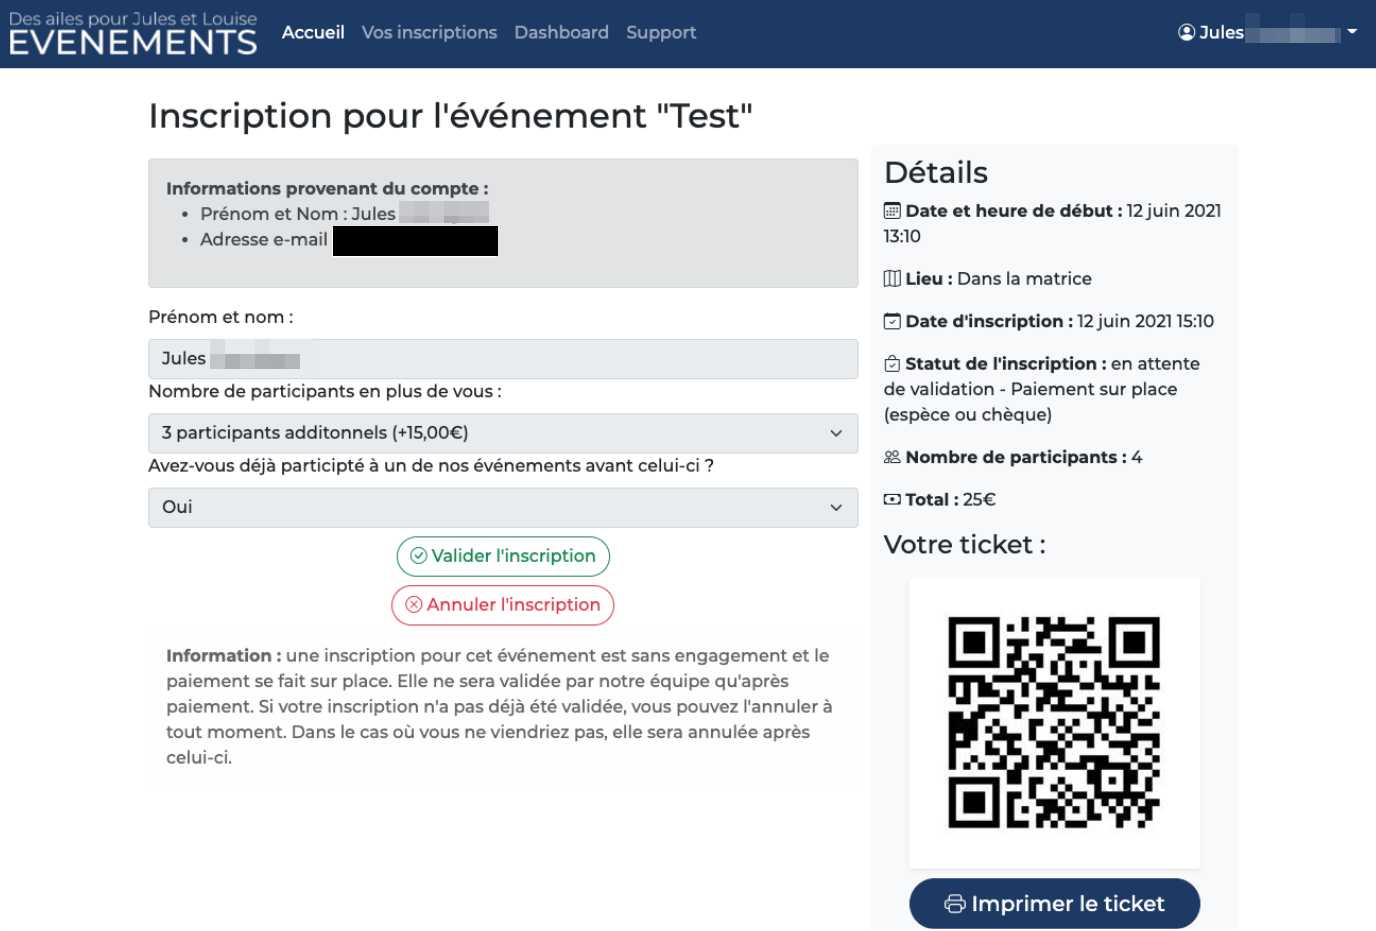 Des ailes pour Jules et Louise
EVENEMENTS
Accueil Vos inscriptions Dashboard Support
Jules
Inscription pour l'événement "Test"
Informations provenant du compte :
• Prénom et Nom : Jules
• Adresse e-mail
Prénom et nom :
Jules
Nombre de participants en plus de vous :
3 participants additonnels (+15,00€)
Avez-vous déjà participté à un de nos événements avant celui-ci ?
Oui
Valider l'inscription
Annuler l'inscription
Information : une inscription pour cet événement est sans engagement et le
paiement se fait sur place. Elle ne sera validée par notre équipe qu'après
paiement. Si votre inscription n'a pas déjà été validée, vous pouvez l'annuler à
tout moment. Dans le cas où vous ne viendriez pas, elle sera annulée après
celui-ci.
Détails
Date et heure de début : 12 juin 2021
13:10
Lieu : Dans la matrice
Date d'inscription : 12 juin 2021 15:10
Statut de l'inscription : en attente
de validation - Paiement sur place
(espèce ou chèque)
Nombre de participants : 4
Total : 25€
Votre ticket :
Imprimer le ticket